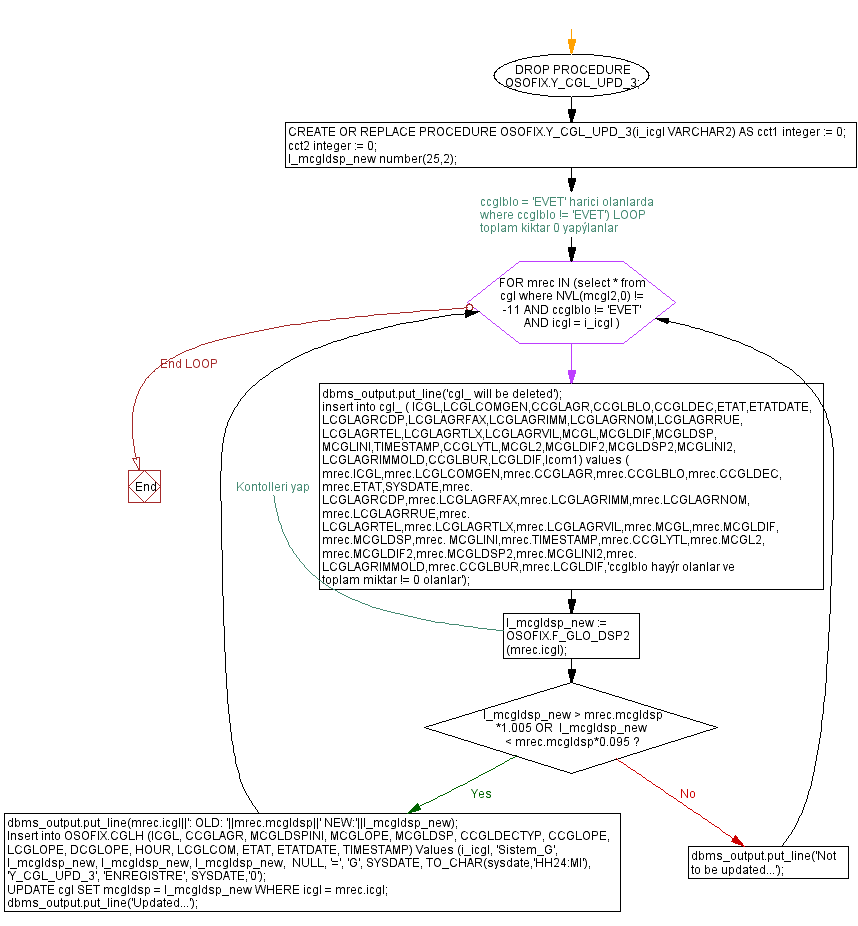 DROP PROCEDURE
OSOFIX.Y_CGL_UPD_3;
CREATE OR REPLACE PROCEDURE OSOFIX.Y_CGL_UPD_3(i_icgl VARCHAR2) AS cct1 integer := 0;
cct2 integer := 0;
l_mcgldsp_new number(25,2);
ccglblo = 'EVET' harici olanlarda
where ccglblo != 'EVET') LOOP
toplam kiktar 0 yapýlanlar
FOR mrec IN (select * from
cgl where NVL(mcgl2,0) !=
-11 AND ccglblo != 'EVET'
AND icgl = i_icgl )
End LOOP
End
dbms_output.put_line('cgl_ will be deleted');
insert into cgl_ ( ICGL,LCGLCOMGEN,CCGLAGR,CCGLBLO,CCGLDEC,ETAT,ETATDATE,
LCGLAGRCDP,LCGLAGRFAX,LCGLAGRIMM,LCGLAGRNOM,LCGLAGRRUE,
LCGLAGRTEL,LCGLAGRTLX,LCGLAGRVIL,MCGL,MCGLDIF,MCGLDSP,
MCGLINI,TIMESTAMP,CCGLYTL,MCGL2,MCGLDIF2,MCGLDSP2,MCGLINI2,
LCGLAGRIMMOLD,CCGLBUR,LCGLDIF,lcom1) values (
mrec.ICGL,mrec.LCGLCOMGEN,mrec.CCGLAGR,mrec.CCGLBLO,mrec.CCGLDEC,
mrec.ETAT,SYSDATE,mrec.
LCGLAGRCDP,mrec.LCGLAGRFAX,mrec.LCGLAGRIMM,mrec.LCGLAGRNOM,
mrec.LCGLAGRRUE,mrec.
LCGLAGRTEL,mrec.LCGLAGRTLX,mrec.LCGLAGRVIL,mrec.MCGL,mrec.MCGLDIF,
mrec.MCGLDSP,mrec. MCGLINI,mrec.TIMESTAMP,mrec.CCGLYTL,mrec.MCGL2,
mrec.MCGLDIF2,mrec.MCGLDSP2,mrec.MCGLINI2,mrec.
LCGLAGRIMMOLD,mrec.CCGLBUR,mrec.LCGLDIF,'ccglblo hayýr olanlar ve
toplam miktar != 0 olanlar');
Kontolleri yap
l_mcgldsp_new :=
OSOFIX.F_GLO_DSP2
(mrec.icgl);
l_mcgldsp_new > mrec.mcgldsp
*1.005 OR l_mcgldsp_new
< mrec.mcgldsp*0.095 ?
Yes
No
dbms_output.put_line(mrec.icgl||': OLD: '||mrec.mcgldsp||' NEW:'||l_mcgldsp_new);
Insert into OSOFIX.CGLH (ICGL, CCGLAGR, MCGLDSPINI, MCGLOPE, MCGLDSP, CCGLDECTYP, CCGLOPE,
LCGLOPE, DCGLOPE, HOUR, LCGLCOM, ETAT, ETATDATE, TIMESTAMP) Values (i_icgl, 'Sistem_G',
l_mcgldsp_new, l_mcgldsp_new, l_mcgldsp_new, NULL, '=', 'G', SYSDATE, TO_CHAR(sysdate,'HH24:MI'),
'Y_CGL_UPD_3', 'ENREGISTRE', SYSDATE,'0');
UPDATE cgl SET mcgldsp = l_mcgldsp_new WHERE icgl = mrec.icgl;
dbms_output.put_line('Updated...');
dbms_output.put_line('Not
to be updated...');